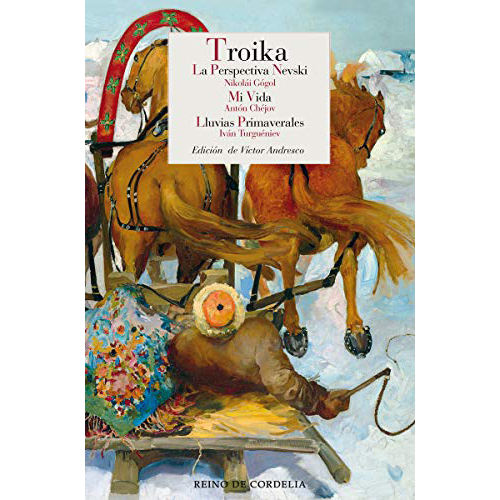 Troika
La Perspectiva Nevski
Nikolái Gógol
Mi Vida
Antón Chéjov
Lluvias Primaverales
Iván Turguéniev
Edición de Víctor Andresco
REINO DE CORDELIA